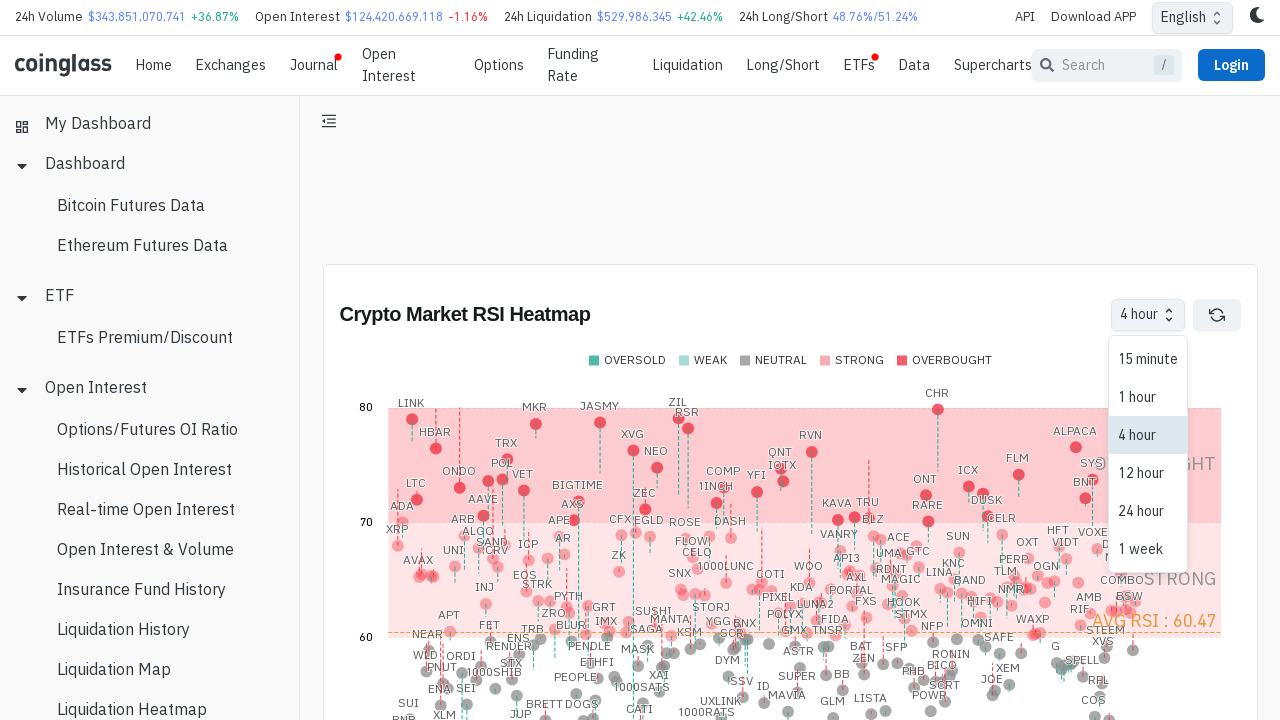 24h Volume $343,851,070,741 +36.87% Open Interest $124,420,669,118 -1.16% 24h Liquidation $529,986,345 +42.46% 24h Long/Short 48.76%/51.24% API Download APP English
coinglass Home Exchanges Journal Open Interest Options Funding Rate Liquidation Long/Short ETFs Data Supercharts Search / Login
My Dashboard
Dashboard
Bitcoin Futures Data
Ethereum Futures Data
ETF
ETFs Premium/Discount
Open Interest
Options/Futures OI Ratio
Historical Open Interest
Real-time Open Interest
Open Interest & Volume
Insurance Fund History
Liquidation History
Liquidation Map
Liquidation Heatmap
Crypto Market RSI Heatmap
4 hour
15 minute
1 hour
4 hour
12 hour
24 hour
1 week
OVERSOLD WEAK NEUTRAL STRONG OVERBOUGHT
CHR
80 LINK MKR JASMY ZIL
RSR
HBAR XVG RVN ALPACA
TRX NEO QNT
POL IOTX FLM SYS
ONDO VET COMP YFI ICX
LTC BIGTIME 1INCH ONT BNT
AAVE ZEC KAVA TRU RARE DUSK
ADA AXS
70 ARB APE CFX EGLD ROSE DASH BLZ CELR
XRP ALGO VANRY HFT VOXEL
AR ACE SUN
UNI SAND ICP FLOW OXT VIDT
CRV ZK CELO UMA GTC
AVAX 1000LUNC WOO API3 KNC PERP OGN
SNX COTI RDNT LINA TLM
INJ EOS AXL MAGIC BAND COMBO STRONG
STRK KDA PORTAL NMR
PYTH PIXEL FXS HOOK HIFI AMB BSW
APT ZRO GRT SUSHI STORJ LUNA2 RIF
FET TRB BLUR IMX MANTA YGG POLYX FIDA STMX OMNI WAXP AVG RSI : 60.47
60 NEAR ENS SAGA KSM SCR BNX GMX TNSR NFP SAFE STEEM
RENDER PENDLE MASK ASTR BAT SFP G XVS
WLD ORDI STX ETHFI DYM ZEN RONIN SPELL
PNUT 1000SHIB PEOPLE XAI SUPER BB PHB BICO XEM
ENA SEI 1000SATS SSV ID MAVIA SCRT JOE RPL
SUI BRETT DOGS CATI UXLINK GLM LISTA POWR COS
XLM JUP 1000RATS